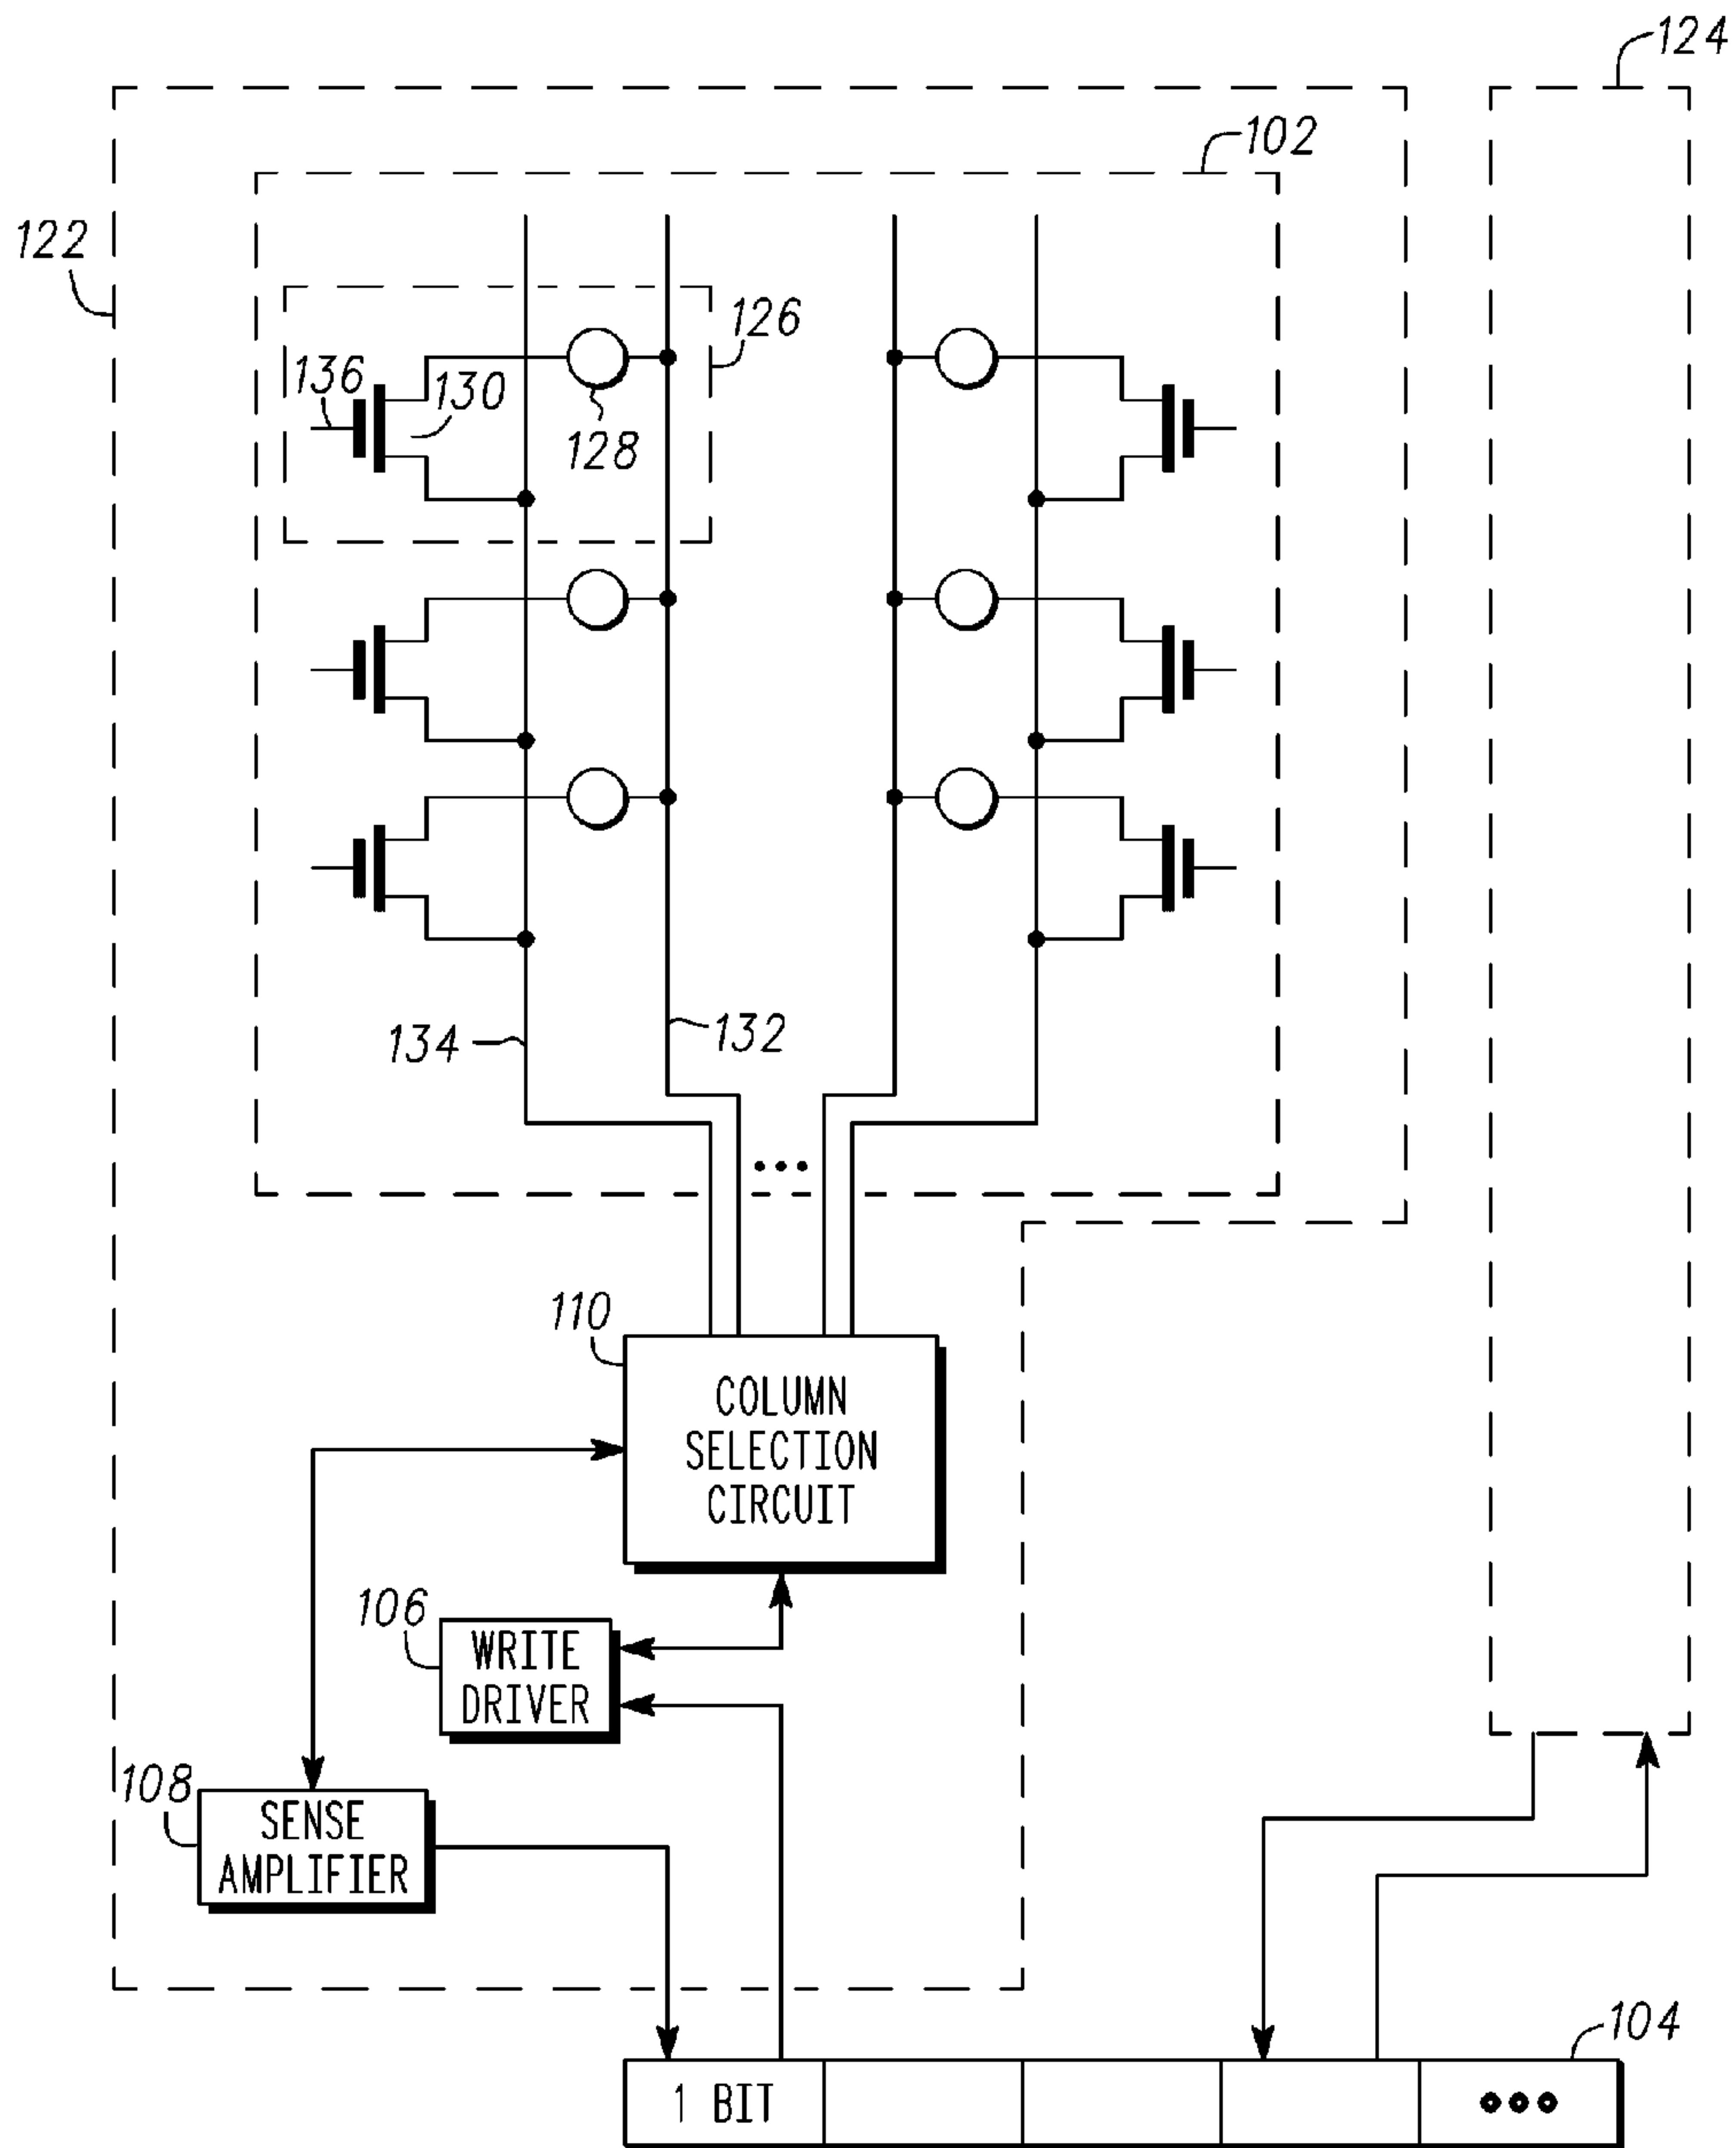 124
102
122
126
136
130
128
134
132
•••
110
COLUMN
SELECTION
CIRCUIT
106
WRITE
DRIVER
108
SENSE
AMPLIFIER
104
1 BIT
•••